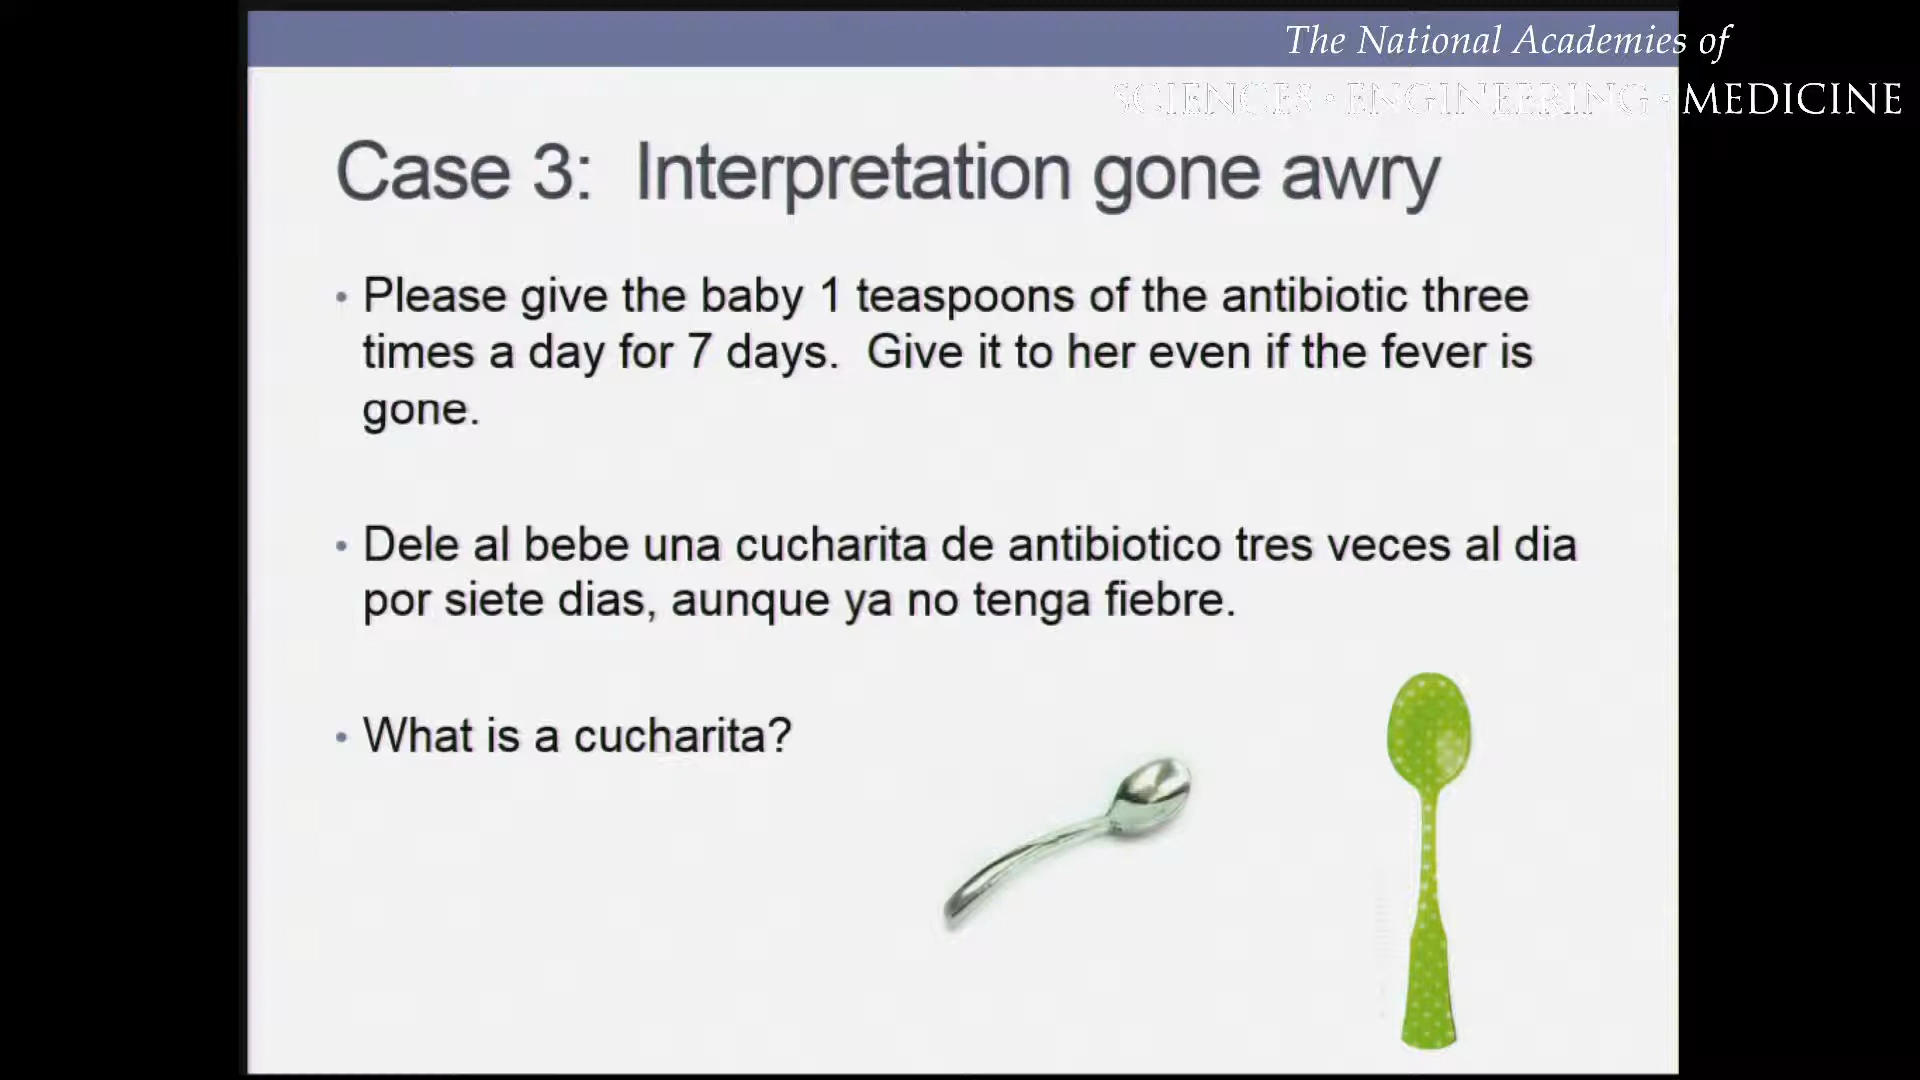 The National Academies of
SCIENCES · ENGINEERING · MEDICINE
Case 3: Interpretation gone awry
• Please give the baby 1 teaspoons of the antibiotic three
times a day for 7 days. Give it to her even if the fever is
gone.
• Dele al bebe una cucharita de antibiotico tres veces al dia
por siete dias, aunque ya no tenga fiebre.
• What is a cucharita?